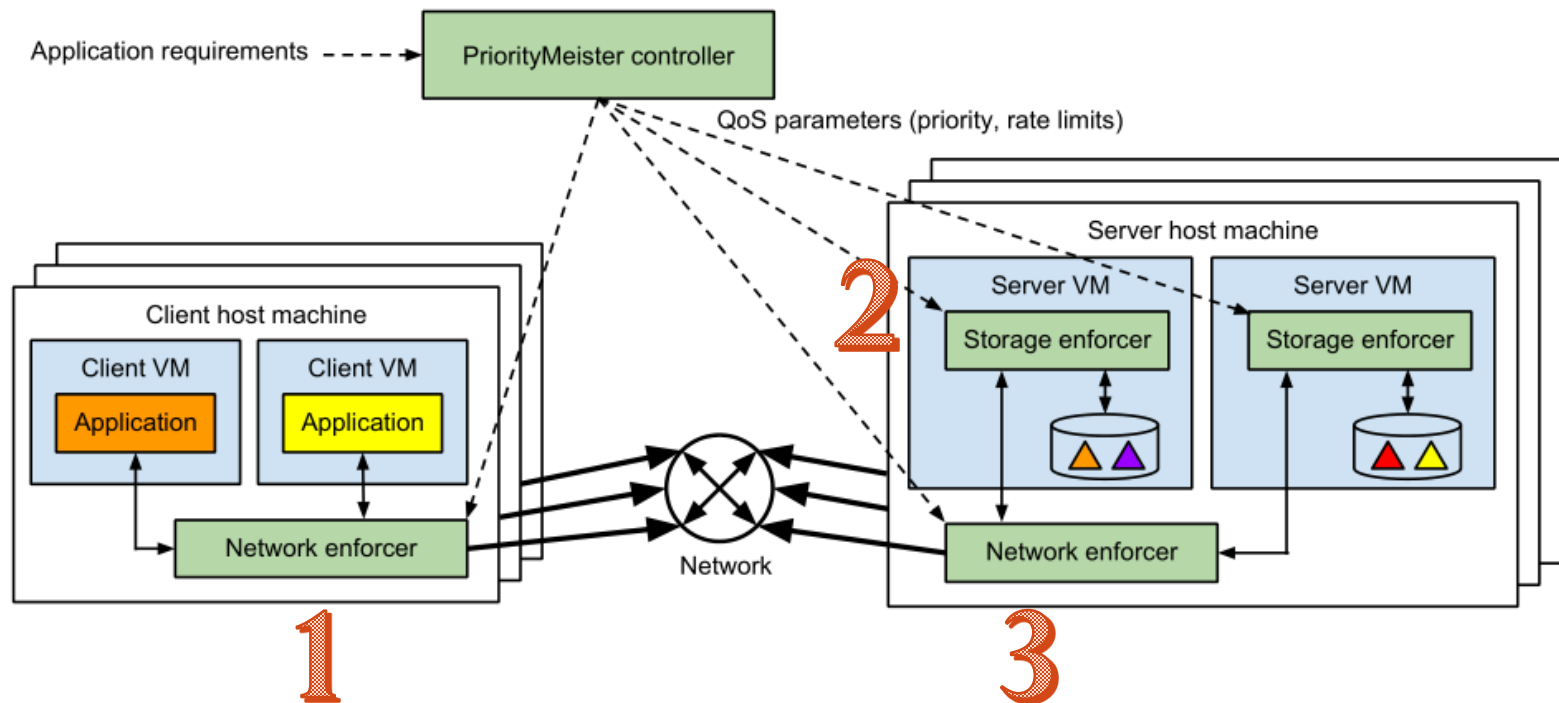 Application requirements
PriorityMeister controller
QoS parameters (priority, rate limits)
Client host machine
Client VM
Client VM
Application
Application
Network enforcer
1
Network
2
Server host machine
Server VM
Server VM
Storage enforcer
Storage enforcer
Network enforcer
3